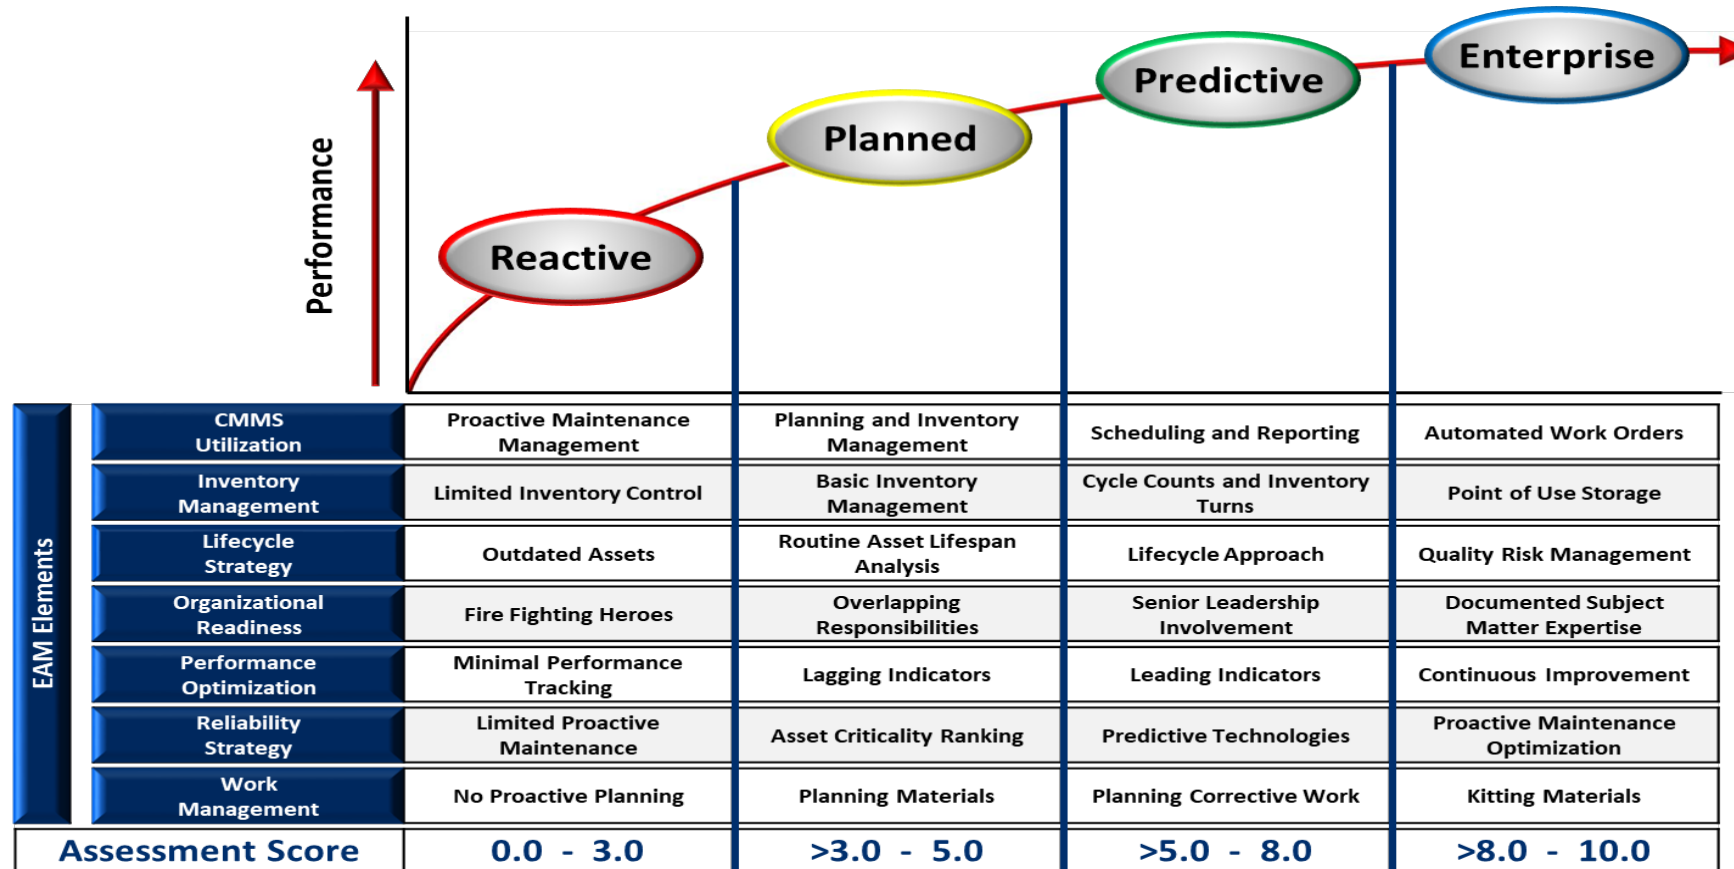 Enterprise
Predictive
Planned
Reactive
Performance
EAM Elements
CMMS
Utilization
Proactive Maintenance
Management
Planning and Inventory
Management
Scheduling and Reporting
Automated Work Orders
Inventory
Management
Limited Inventory Control
Basic Inventory
Management
Cycle Counts and Inventory
Turns
Point of Use Storage
Lifecycle
Strategy
Outdated Assets
Routine Asset Lifespan
Analysis
Lifecycle Approach
Quality Risk Management
Organizational
Readiness
Fire Fighting Heroes
Overlapping
Responsibilities
Senior Leadership
Involvement
Documented Subject
Matter Expertise
Performance
Optimization
Minimal Performance
Tracking
Lagging Indicators
Leading Indicators
Continuous Improvement
Reliability
Strategy
Limited Proactive
Maintenance
Asset Criticality Ranking
Predictive Technologies
Proactive Maintenance
Optimization
Work
Management
No Proactive Planning
Planning Materials
Planning Corrective Work
Kitting Materials
Assessment Score
0.0 - 3.0
>3.0 - 5.0
>5.0 - 8.0
>8.0 - 10.0